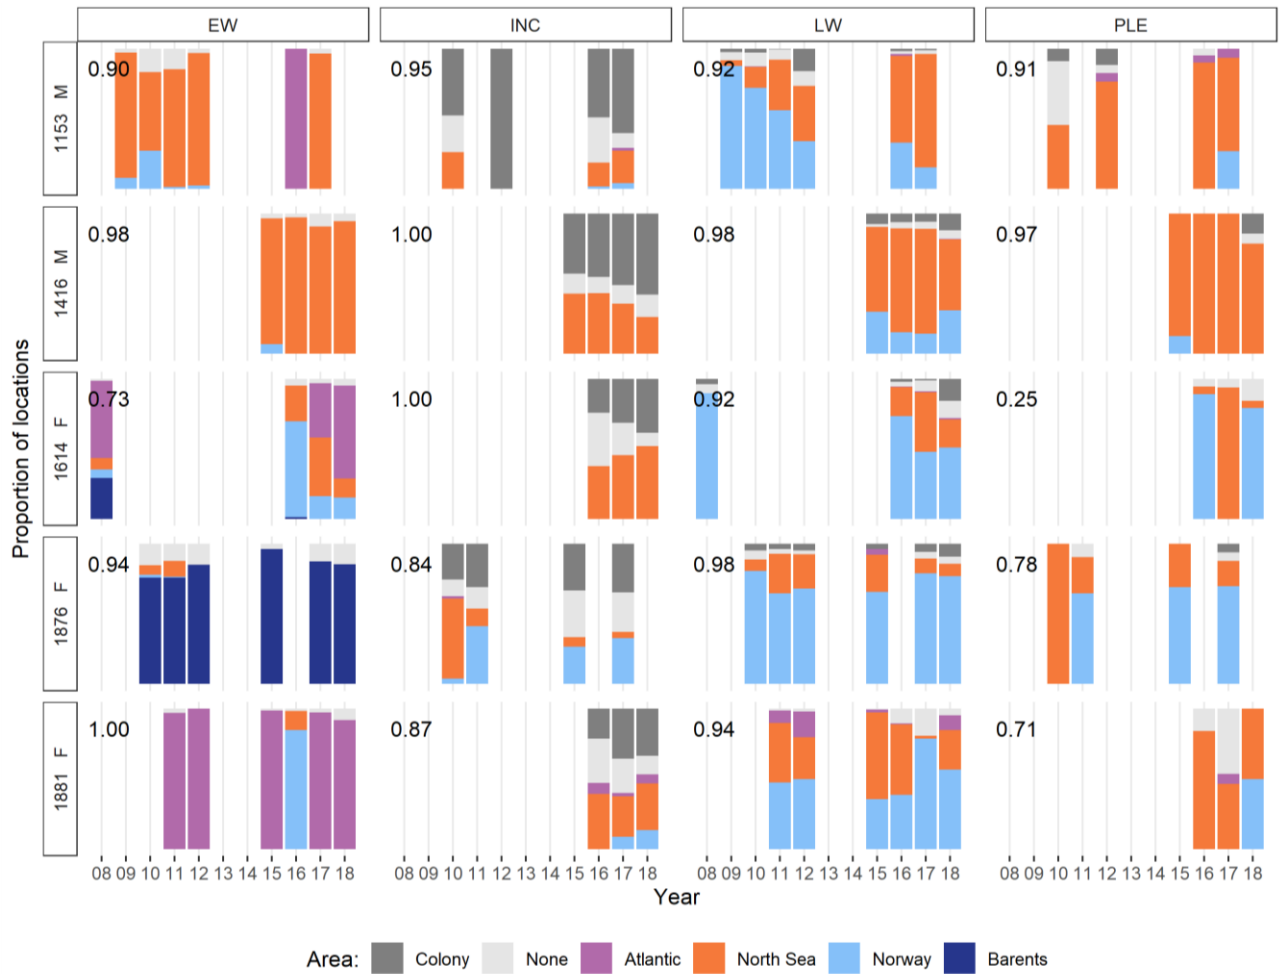 EW INC LW PLE
Proportion of locations
1153 M
0.90 0.95 0.92 0.91
1416 M
0.98 1.00 0.98 0.97
1614 F
0.73 1.00 0.92 0.25
1876 F
0.94 0.84 0.98 0.78
1881 F
1.00 0.87 0.94 0.71
08 09 10 11 12 13 14 15 16 17 18 08 09 10 11 12 13 14 15 16 17 18 08 09 10 11 12 13 14 15 16 17 18 08 09 10 11 12 13 14 15 16 17 18
Year
Area: Colony None Atlantic North Sea Norway Barents